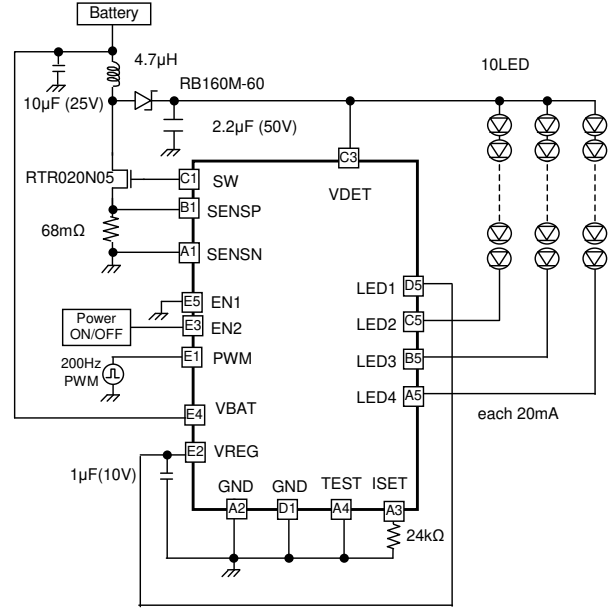 Battery
4.7µH
RB160M-60
10LED
10µF (25V)
2.2µF (50V)
C3
VDET
RTR020N05
C1
SW
B1
SENSP
68mΩ
A1
SENSN
D5
LED1
E5
EN1
Power
ON/OFF
E3
EN2
C5
LED2
200Hz
PWM
E1
PWM
B5
LED3
A5
LED4
each 20mA
E4
VBAT
E2
VREG
1µF(10V)
GND
GND
TEST
ISET
A2
D1
A4
A3
24kΩ